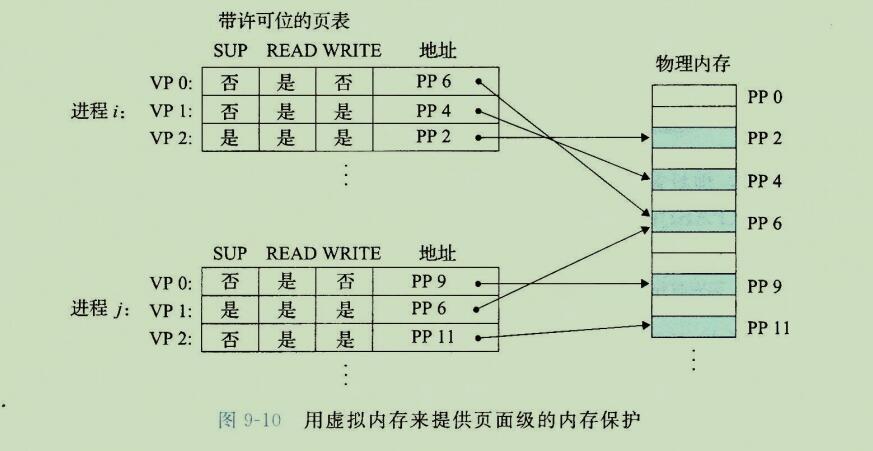 带许可位的页表
SUP READ WRITE 地址
VP 0: 否 是 否 PP 6
进程 i： VP 1: 否 是 是 PP 4
VP 2: 是 是 是 PP 2
⋮
SUP READ WRITE 地址
VP 0: 否 是 否 PP 9
进程 j： VP 1: 是 是 是 PP 6
VP 2: 否 是 是 PP 11
⋮
物理内存
PP 0
PP 2
PP 4
PP 6
PP 9
PP 11
⋮
图 9-10 用虚拟内存来提供页面级的内存保护